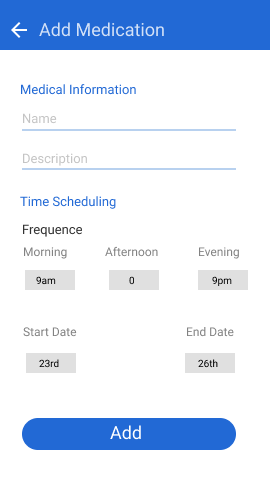 Add Medication
Medical Information
Name
Description
Time Scheduling
Frequence
Morning Afternoon Evening
9am 0 9pm
Start Date End Date
23rd 26th
Add